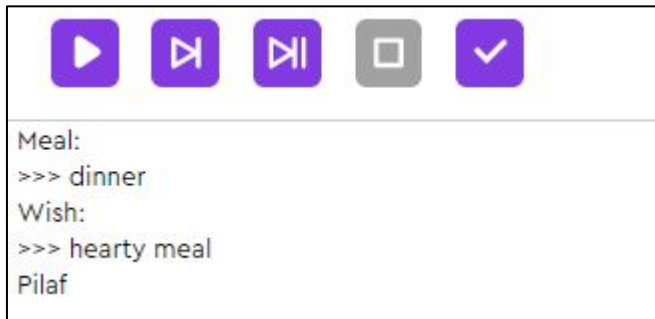 Meal:
>>> dinner
Wish:
>>> hearty meal
Pilaf